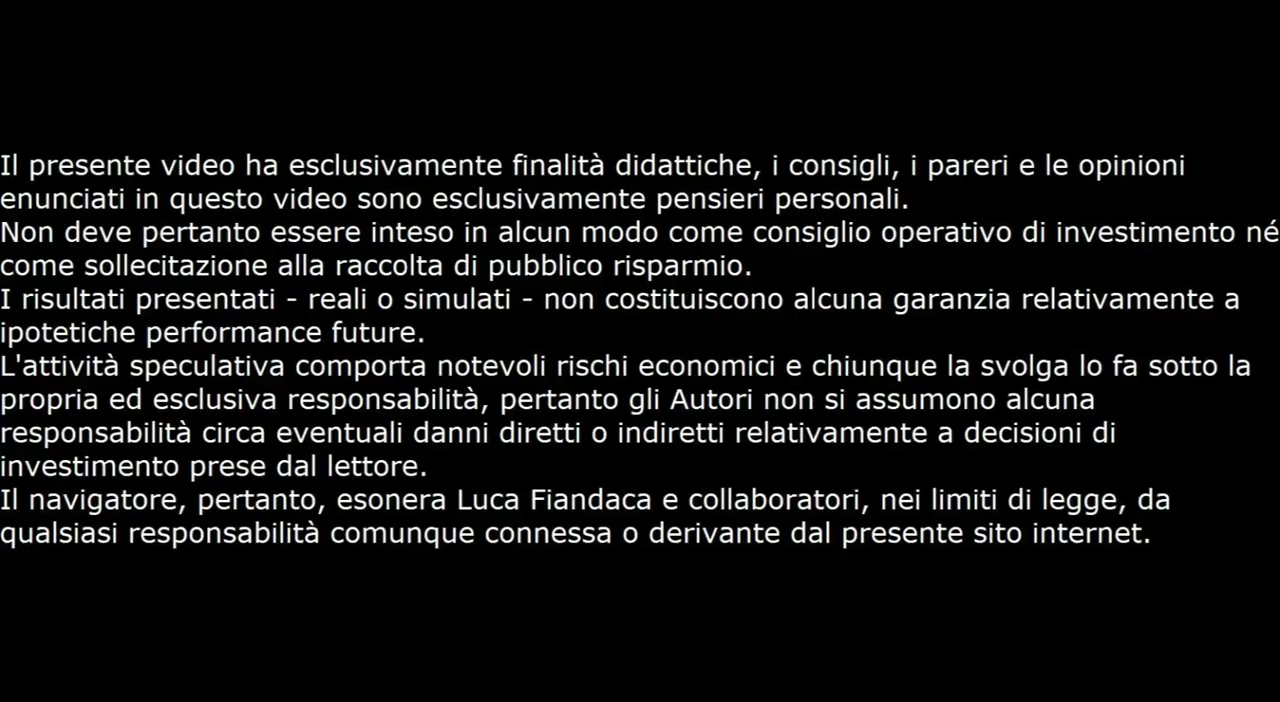 Il presente video ha esclusivamente finalità didattiche, i consigli, i pareri e le opinioni
enunciati in questo video sono esclusivamente pensieri personali.
Non deve pertanto essere inteso in alcun modo come consiglio operativo di investimento né
come sollecitazione alla raccolta di pubblico risparmio.
I risultati presentati - reali o simulati - non costituiscono alcuna garanzia relativamente a
ipotetiche performance future.
L'attività speculativa comporta notevoli rischi economici e chiunque la svolga lo fa sotto la
propria ed esclusiva responsabilità, pertanto gli Autori non si assumono alcuna
responsabilità circa eventuali danni diretti o indiretti relativamente a decisioni di
investimento prese dal lettore.
Il navigatore, pertanto, esonera Luca Fiandaca e collaboratori, nei limiti di legge, da
qualsiasi responsabilità comunque connessa o derivante dal presente sito internet.